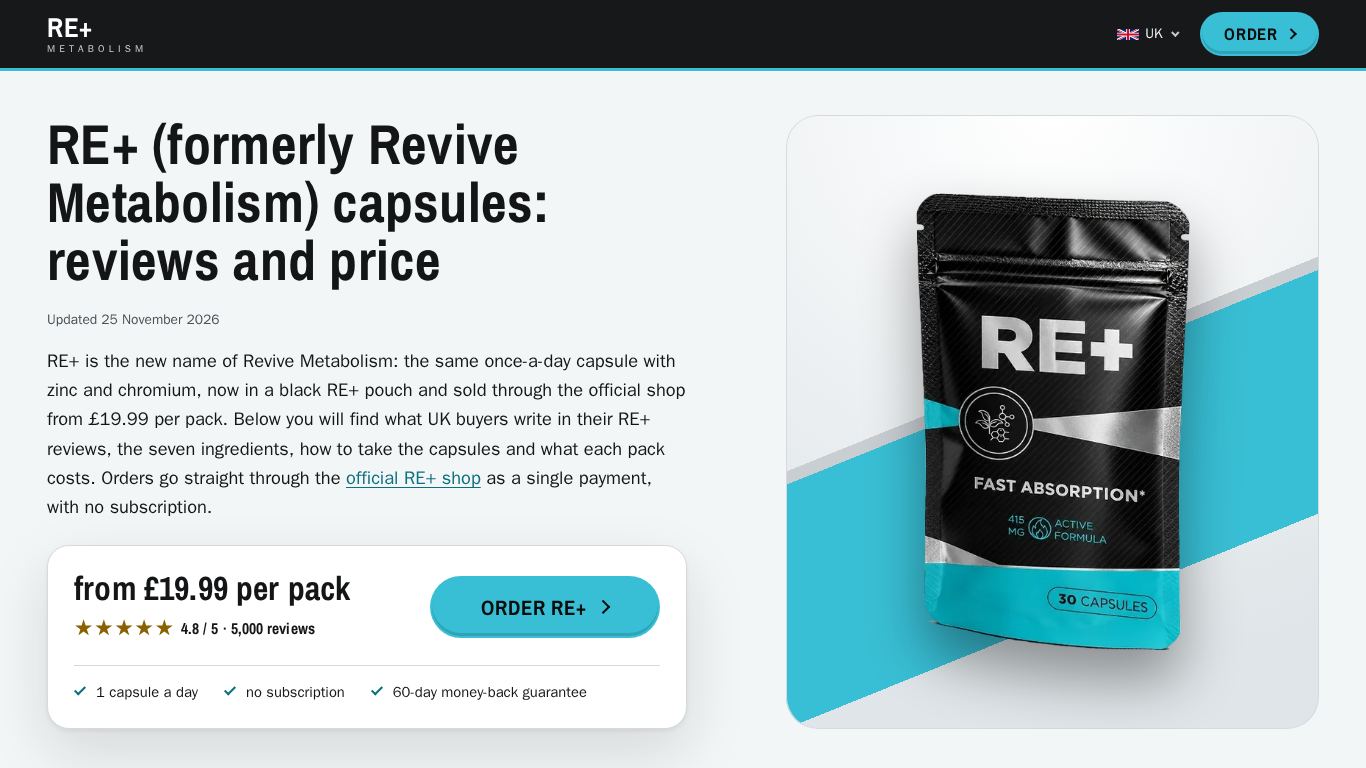 RE+
METABOLISM
UK
ORDER
RE+ (formerly Revive
Metabolism) capsules:
reviews and price
Updated 25 November 2026
RE+ is the new name of Revive Metabolism: the same once-a-day capsule with
zinc and chromium, now in a black RE+ pouch and sold through the official shop
from £19.99 per pack. Below you will find what UK buyers write in their RE+
reviews, the seven ingredients, how to take the capsules and what each pack
costs. Orders go straight through the official RE+ shop as a single payment,
with no subscription.
from £19.99 per pack
★★★★★ 4.8 / 5 · 5,000 reviews
ORDER RE+
1 capsule a day
no subscription
60-day money-back guarantee
RE+
FAST ABSORPTION*
415 MG
ACTIVE FORMULA
30 CAPSULES